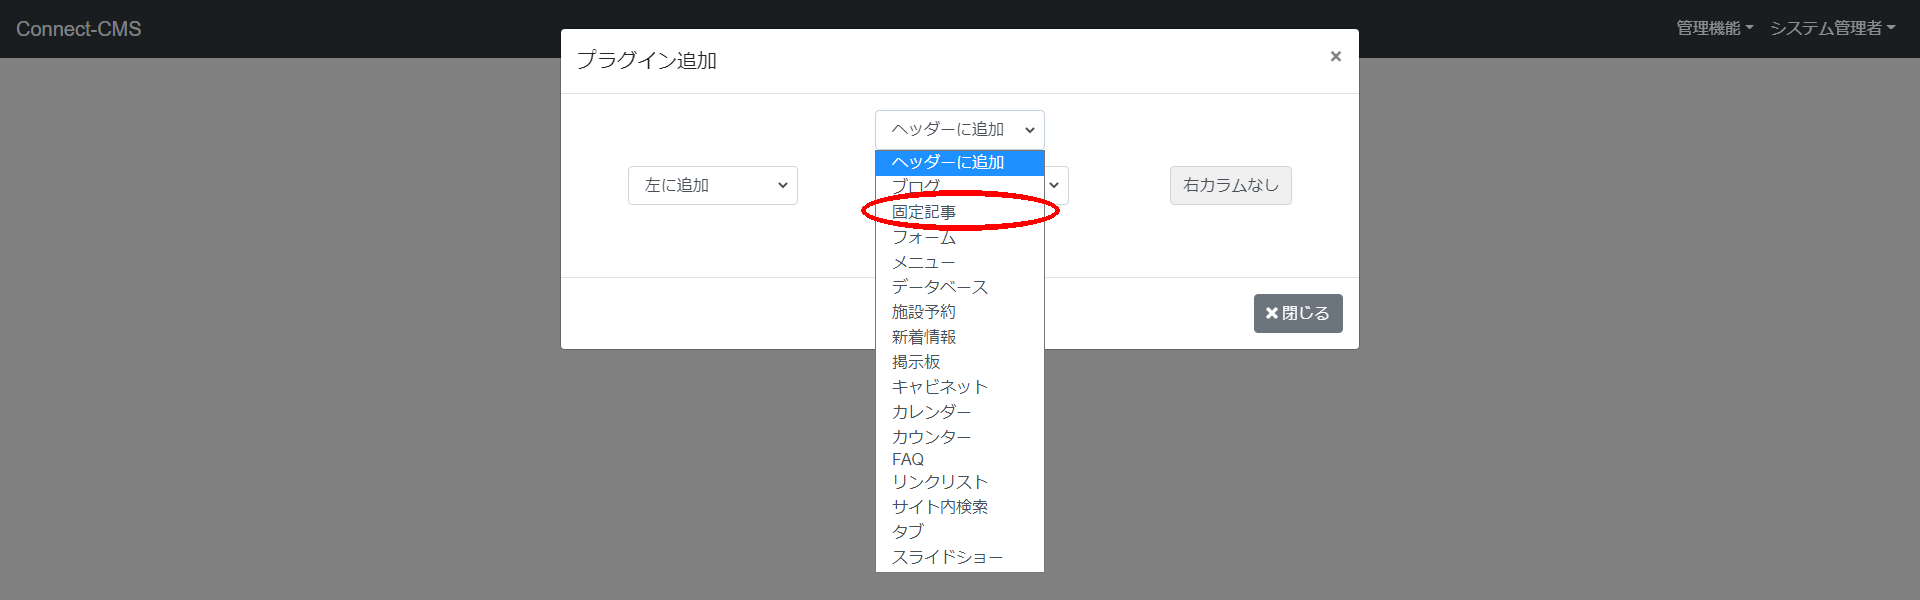 Connect-CMS
管理機能
システム管理者
プラグイン追加
×
ヘッダーに追加
左に追加
右カラムなし
ヘッダーに追加
ブログ
固定記事
フォーム
メニュー
データベース
施設予約
新着情報
掲示板
キャビネット
カレンダー
カウンター
FAQ
リンクリスト
サイト内検索
タブ
スライドショー
閉じる